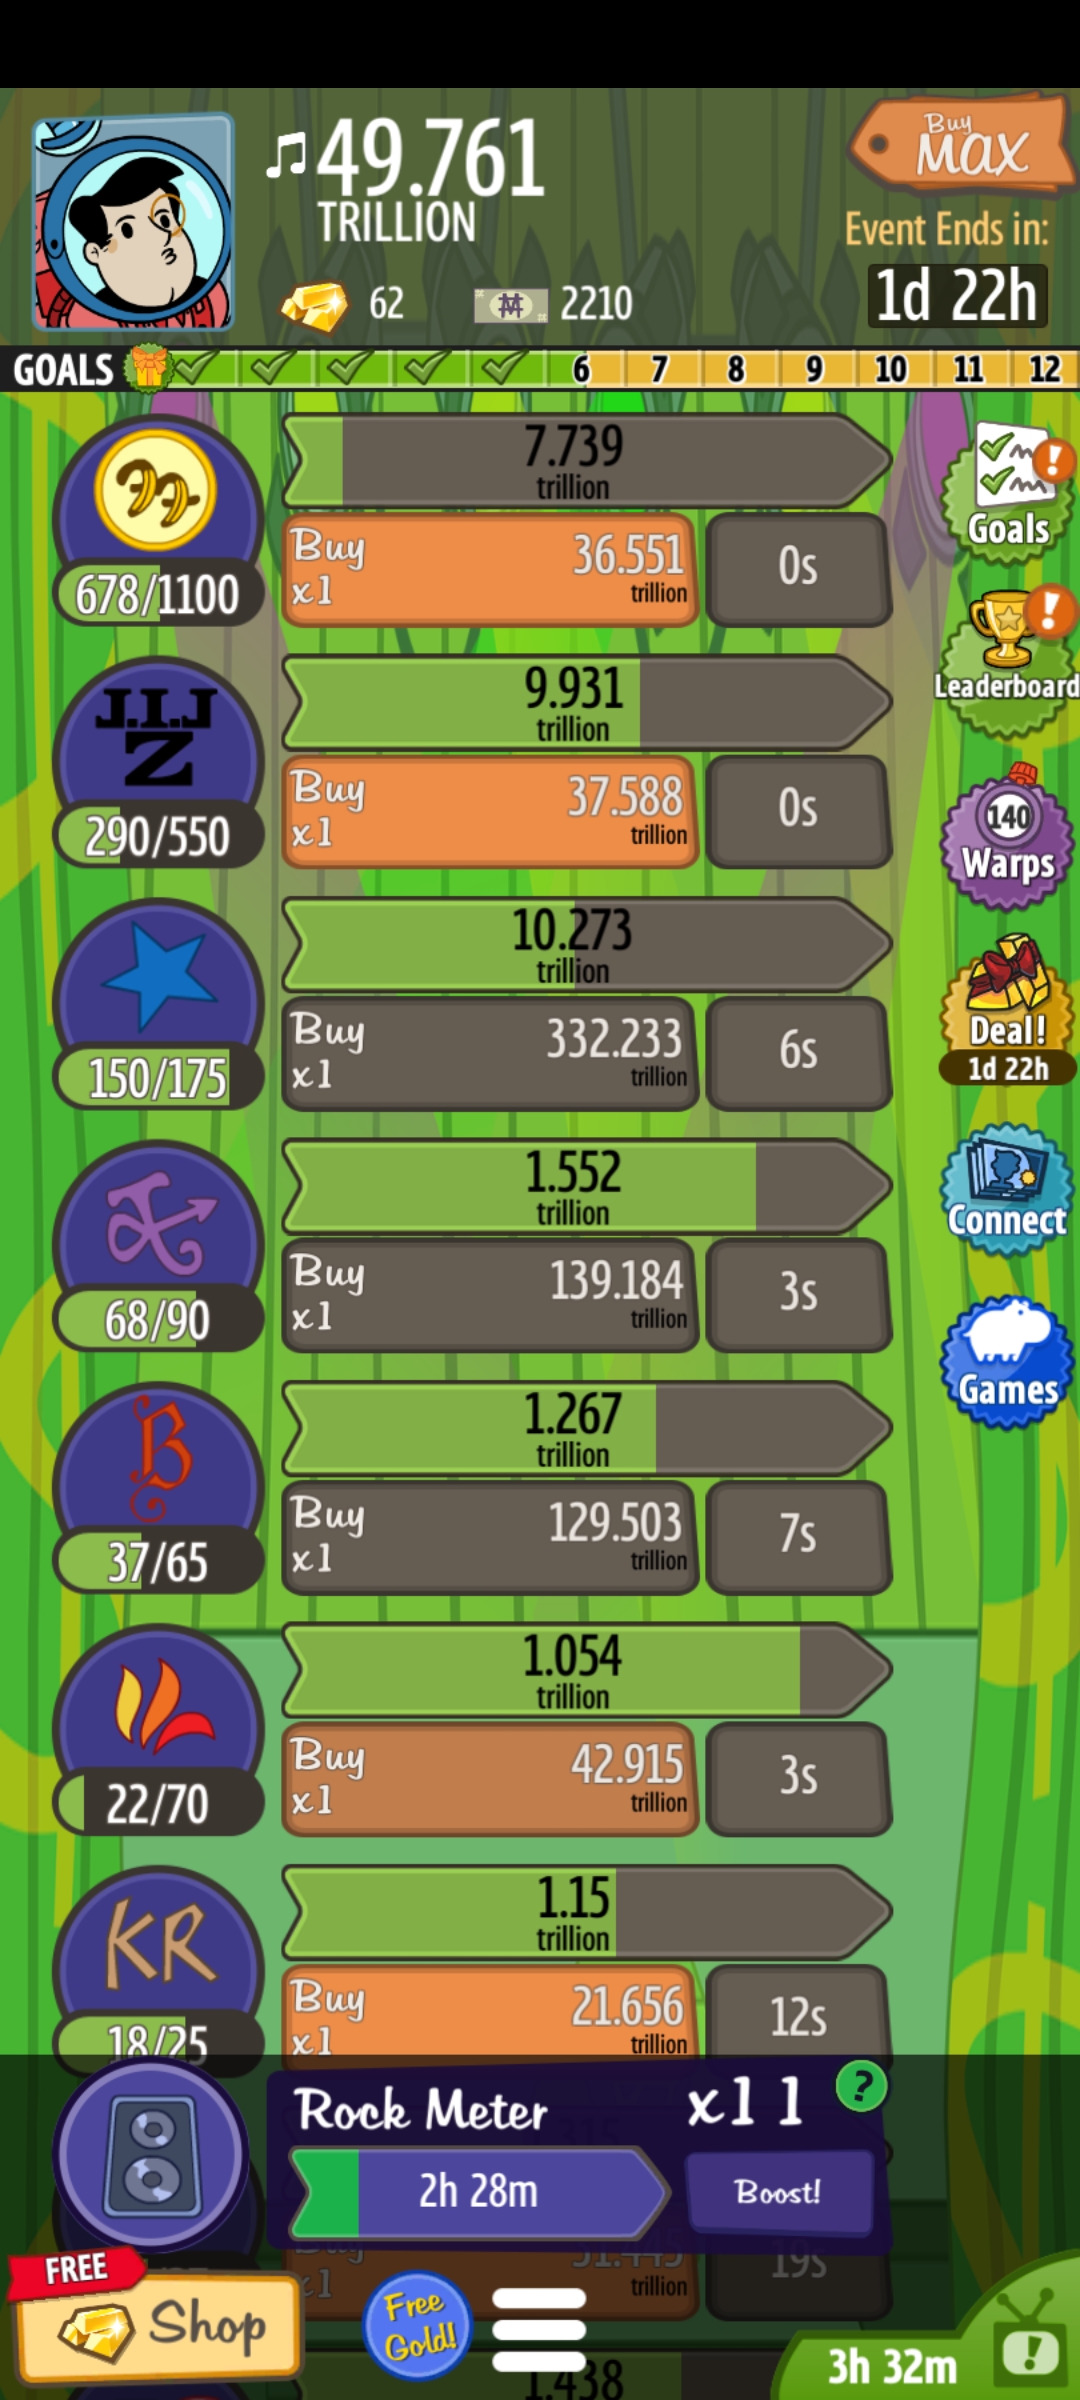 49.761
TRILLION
Buy
MAX
Event Ends in:
1d 22h
62
2210
GOALS 6 7 8 9 10 11 12
7.739
trillion
Buy
x1
36.551
trillion
0s
678/1100
Goals
J.I.J
Z
9.931
trillion
Buy
x1
37.588
trillion
0s
290/550
Leaderboard
140
Warps
10.273
trillion
Buy
x1
332.233
trillion
6s
150/175
Deal!
1d 22h
1.552
trillion
Buy
x1
139.184
trillion
3s
68/90
Connect
Games
B
1.267
trillion
Buy
x1
129.503
trillion
7s
37/65
1.054
trillion
Buy
x1
42.915
trillion
3s
22/70
KR
1.15
trillion
Buy
x1
21.656
trillion
12s
18/25
Rock Meter
x11
?
2h 28m
Boost!
Buy
x1
51.445
trillion
19s
FREE
Shop
Free
Gold!
1.438
3h 32m